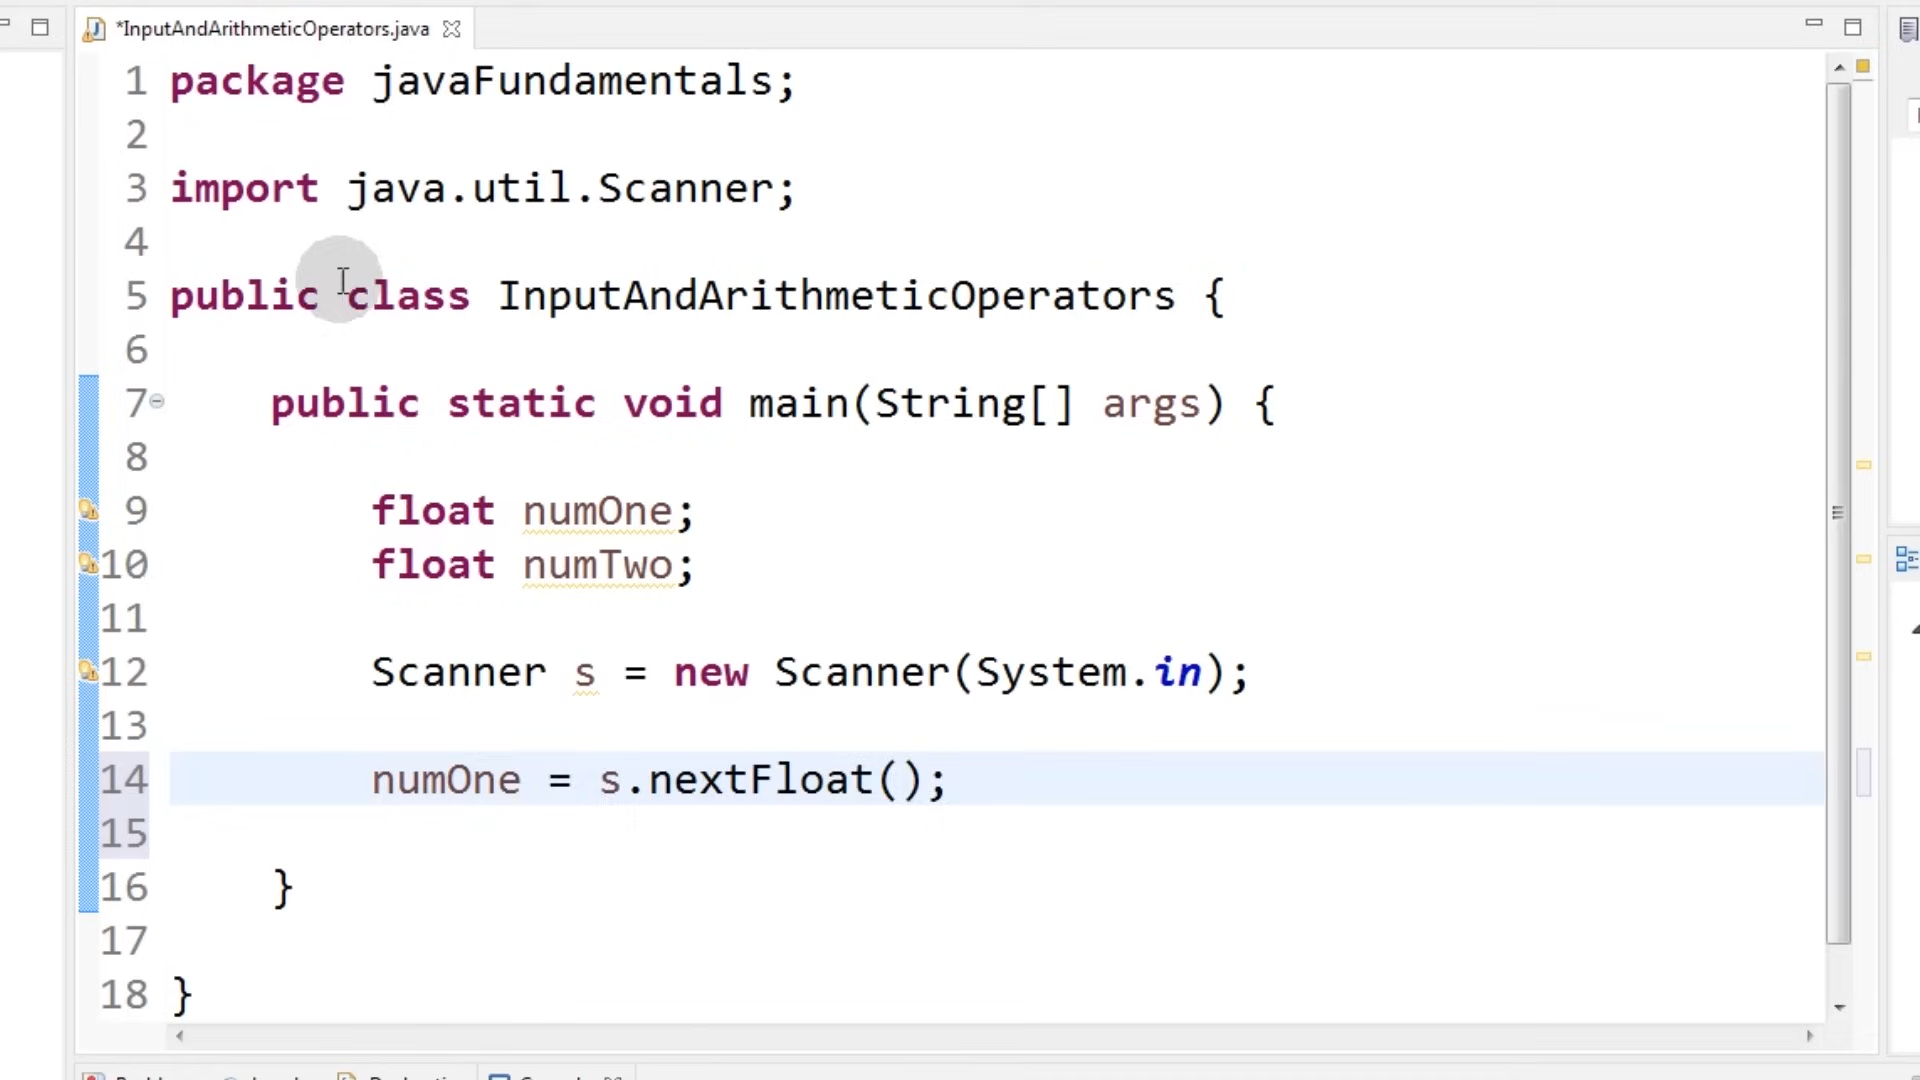 *InputAndArithmeticOperators.java
1 package javaFundamentals;
2
3 import java.util.Scanner;
4
5 public class InputAndArithmeticOperators {
6
7 public static void main(String[] args) {
8
9 float numOne;
10 float numTwo;
11
12 Scanner s = new Scanner(System.in);
13
14 numOne = s.nextFloat();
15
16 }
17
18 }